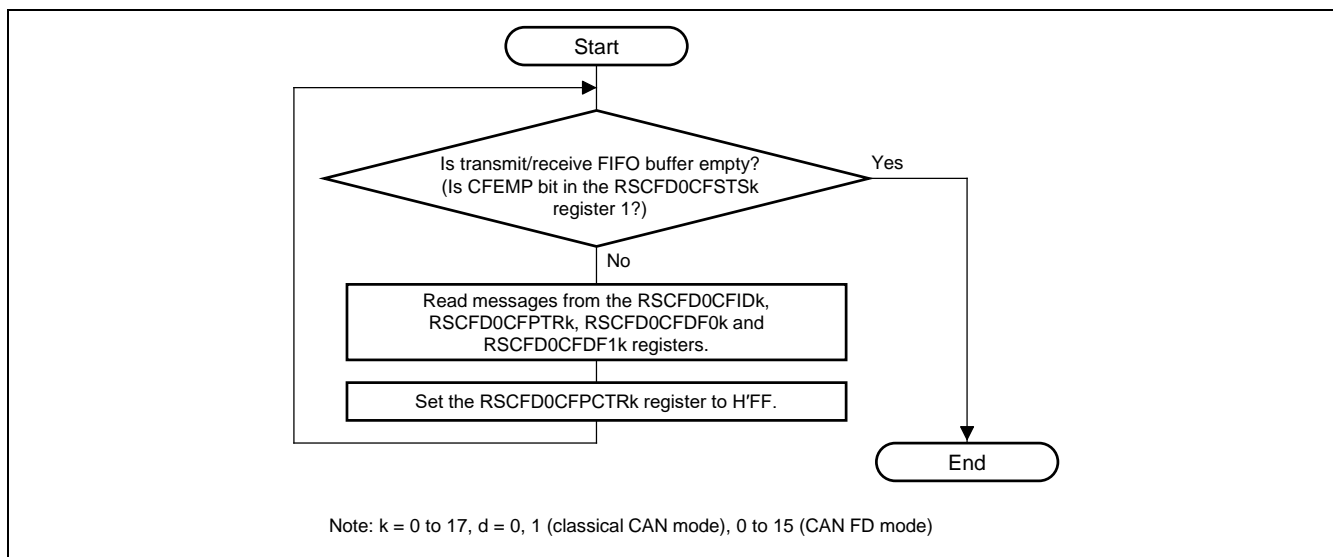 Start
Is transmit/receive FIFO buffer empty?
(Is CFEMP bit in the RSCFD0CFSTSk
register 1?)
Yes
No
Read messages from the RSCFD0CFIDk,
RSCFD0CFPTRk, RSCFD0CFDF0k and
RSCFD0CFDF1k registers.
Set the RSCFD0CFPCTRk register to H'FF.
End
Note: k = 0 to 17, d = 0, 1 (classical CAN mode), 0 to 15 (CAN FD mode)